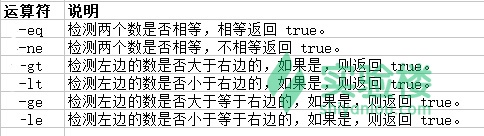 运算符 说明
-eq 检测两个数是否相等，相等返回 true。
-ne 检测两个数是否相等，不相等返回 true。
-gt 检测左边的数是否大于右边的，如果是，则返回 true。
-lt 检测左边的数是否小于右边的，如果是，则返回 true。
-ge 检测左边的数是否大于等于右边的，如果是，则返回 true。
-le 检测左边的数是否小于等于右边的，如果是，则返回 true。
实验楼